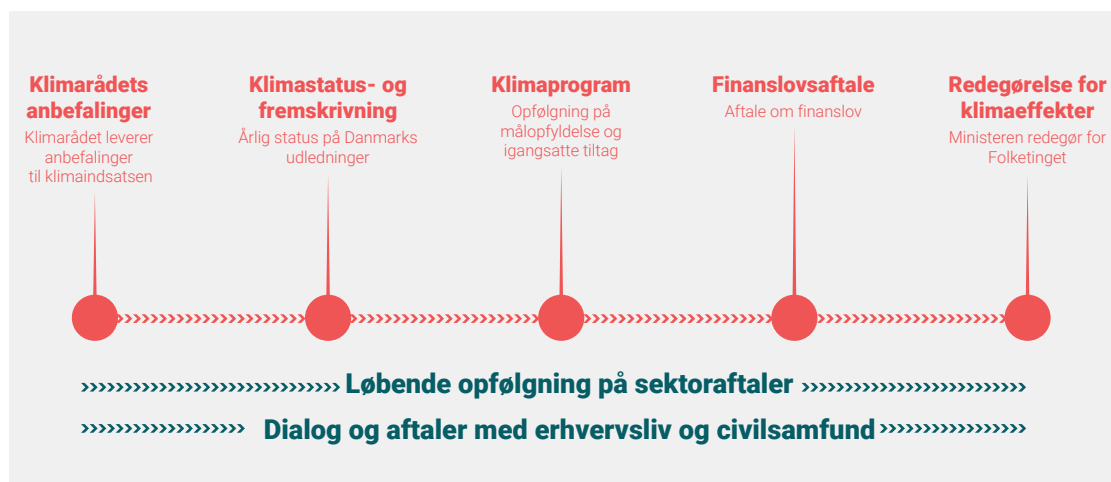 Klimarådets
anbefalinger
Klimarådet leverer
anbefalinger
til klimaindsatsen
Klimastatus- og
fremskrivning
Årlig status på Danmarks
udledninger
Klimaprogram
Opfølgning på
målopfyldelse og
igangsatte tiltag
Finanslovsaftale
Aftale om finanslov
Redegørelse for
klimaeffekter
Ministeren redegør for
Folketinget
Løbende opfølgning på sektoraftaler
Dialog og aftaler med erhvervsliv og civilsamfund